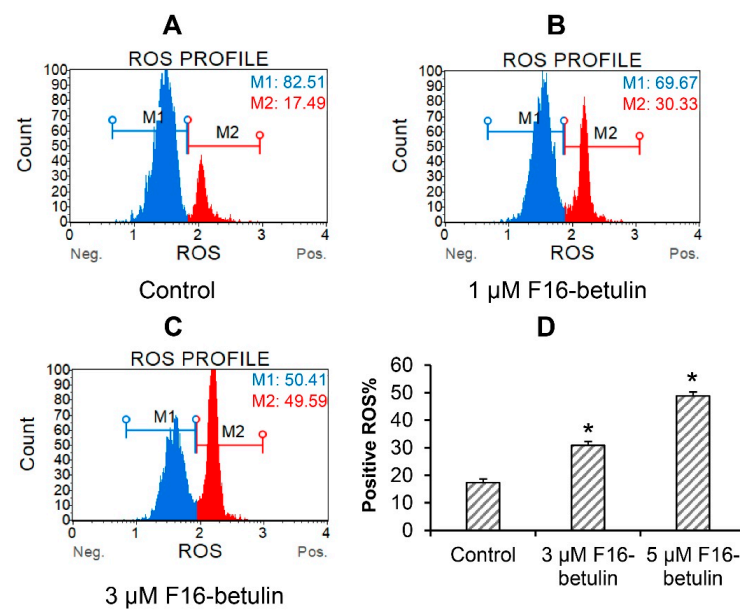 A
ROS PROFILE
M1: 82.51
M2: 17.49
100
90
80
70
60
50
40
30
20
10
0
Count
M1
M2
0 1 2 3 4
Neg. ROS Pos.
Control
B
ROS PROFILE
M1: 69.67
M2: 30.33
100
90
80
70
60
50
40
30
20
10
0
Count
M1
M2
0 1 2 3 4
Neg. ROS Pos.
1 µM F16-betulin
C
ROS PROFILE
M1: 50.41
M2: 49.59
100
90
80
70
60
50
40
30
20
10
0
Count
M1
M2
0 1 2 3 4
Neg. ROS Pos.
3 µM F16-betulin
D
60
50
40
30
20
10
0
Positive ROS%
*
*
Control
3 µM F16-
betulin
5 µM F16-
betulin